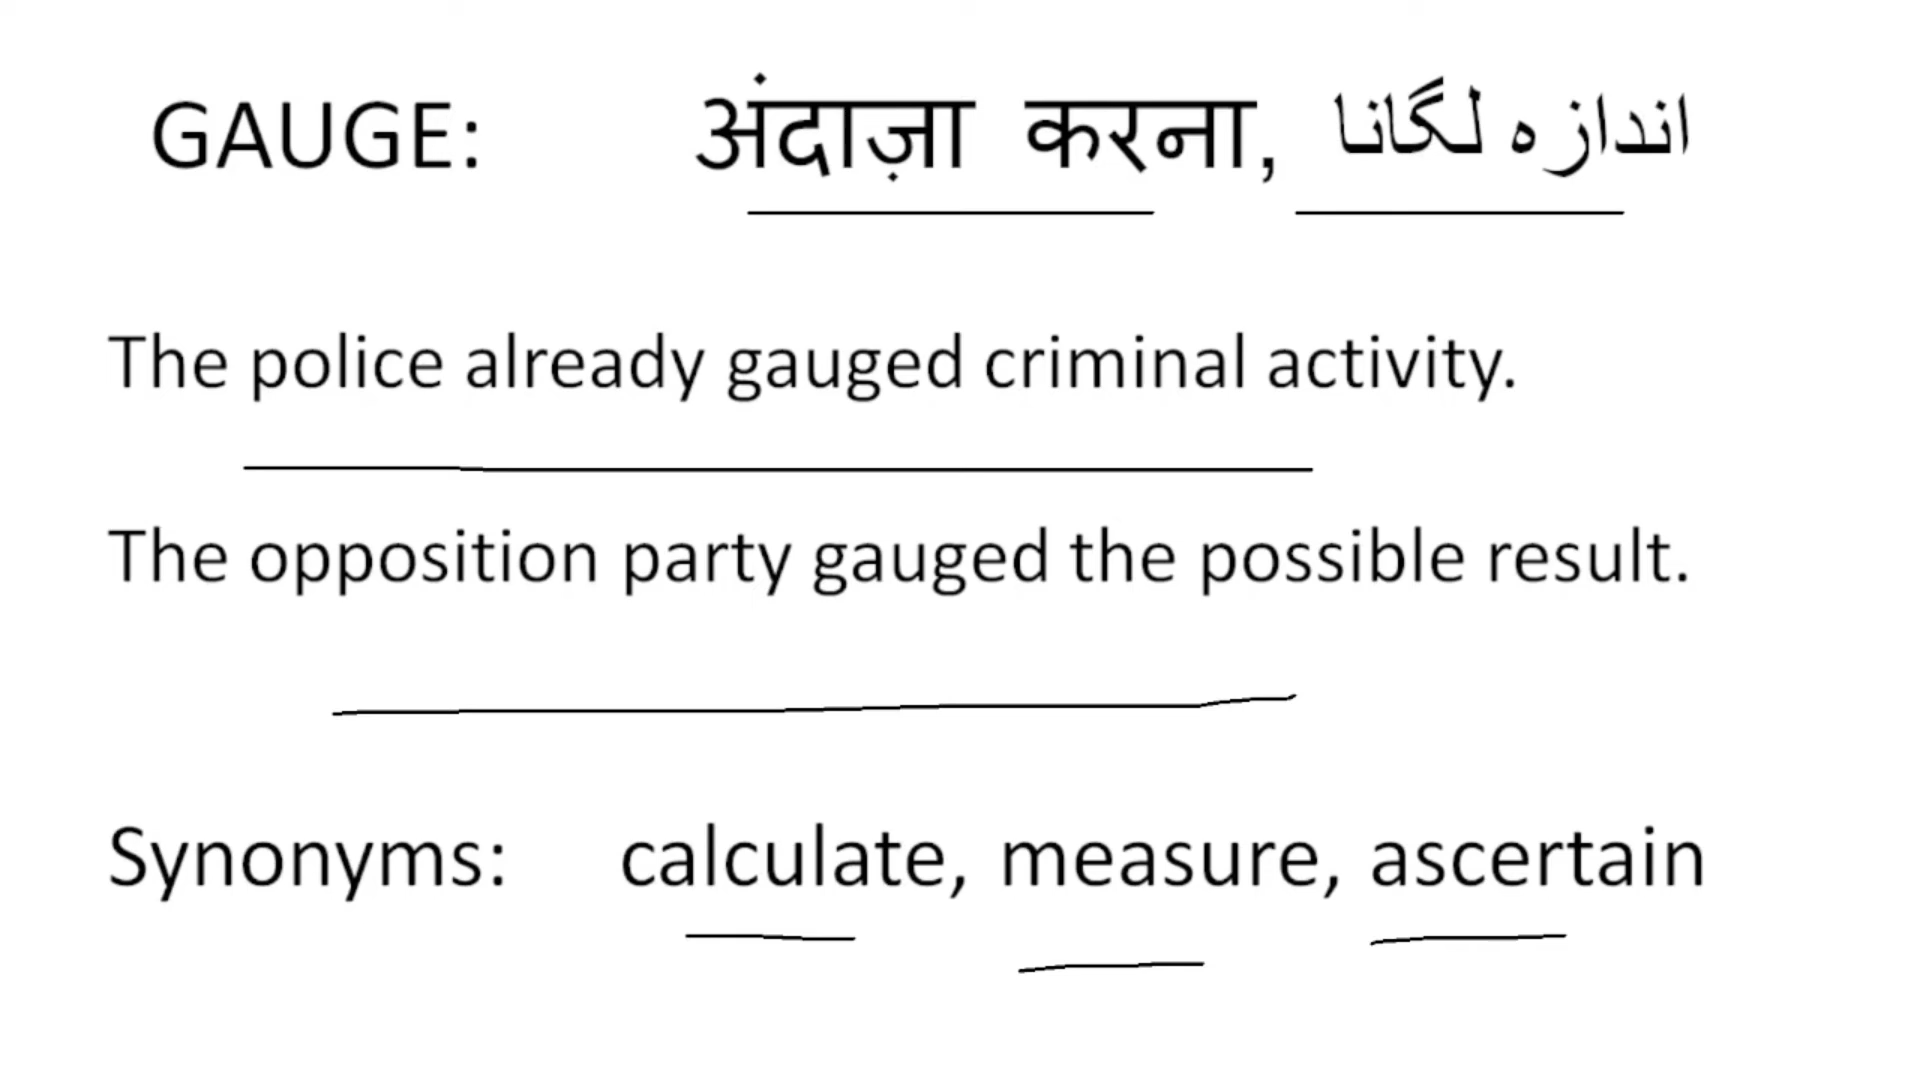 GAUGE: अंदाज़ा करना, اندازہ لگانا
The police already gauged criminal activity.
The opposition party gauged the possible result.
Synonyms: calculate, measure, ascertain